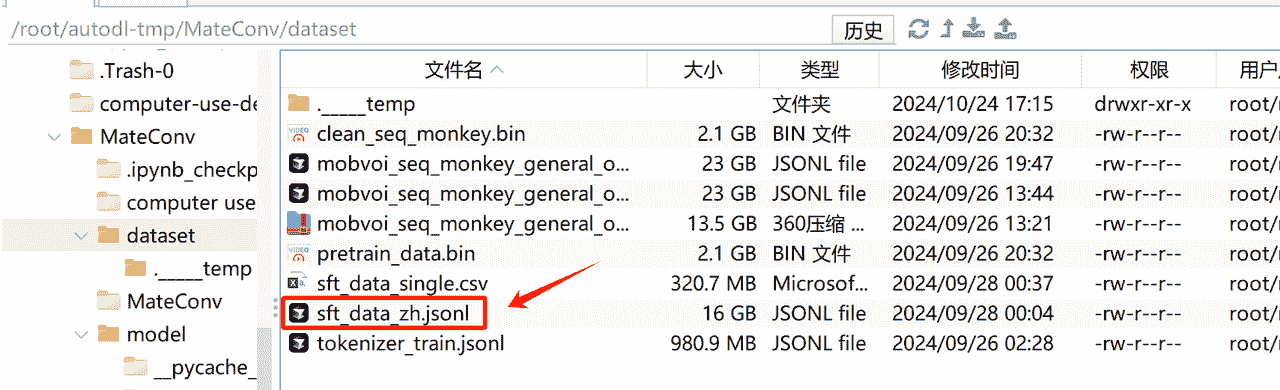 /root/autodl-tmp/MateConv/dataset 历史
.Trash-0
computer-use-de
MateConv
.ipynb_checkp
computer use
dataset
._____temp
MateConv
model
__pycache_
文件名 大小 类型 修改时间 权限 用户
._____temp 文件夹 2024/10/24 17:15 drwxr-xr-x root/
clean_seq_monkey.bin 2.1 GB BIN 文件 2024/09/26 20:32 -rw-r--r-- root/
mobvoi_seq_monkey_general_o... 23 GB JSONL file 2024/09/26 19:47 -rw-r--r-- root/
mobvoi_seq_monkey_general_o... 23 GB JSONL file 2024/09/26 13:44 -rw-r--r-- root/
mobvoi_seq_monkey_general_o... 13.5 GB 360压缩 ... 2024/09/26 13:21 -rw-r--r-- root/
pretrain_data.bin 2.1 GB BIN 文件 2024/09/26 20:32 -rw-r--r-- root/
sft_data_single.csv 320.7 MB Microsof... 2024/09/28 00:37 -rw-r--r-- root/
sft_data_zh.jsonl 16 GB JSONL file 2024/09/28 00:04 -rw-r--r-- root/
tokenizer_train.jsonl 980.9 MB JSONL file 2024/09/26 02:28 -rw-r--r-- root/